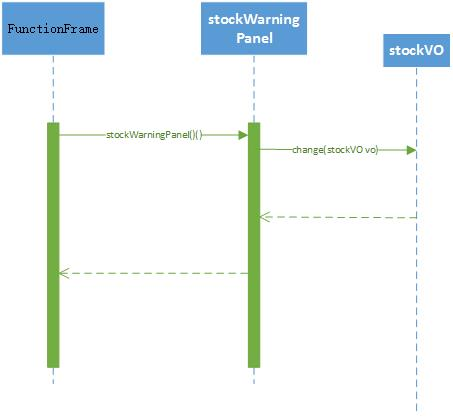 FunctionFrame
stockWarning
Panel
stockVO
stockWarningPanel()()
change(stockVO vo)